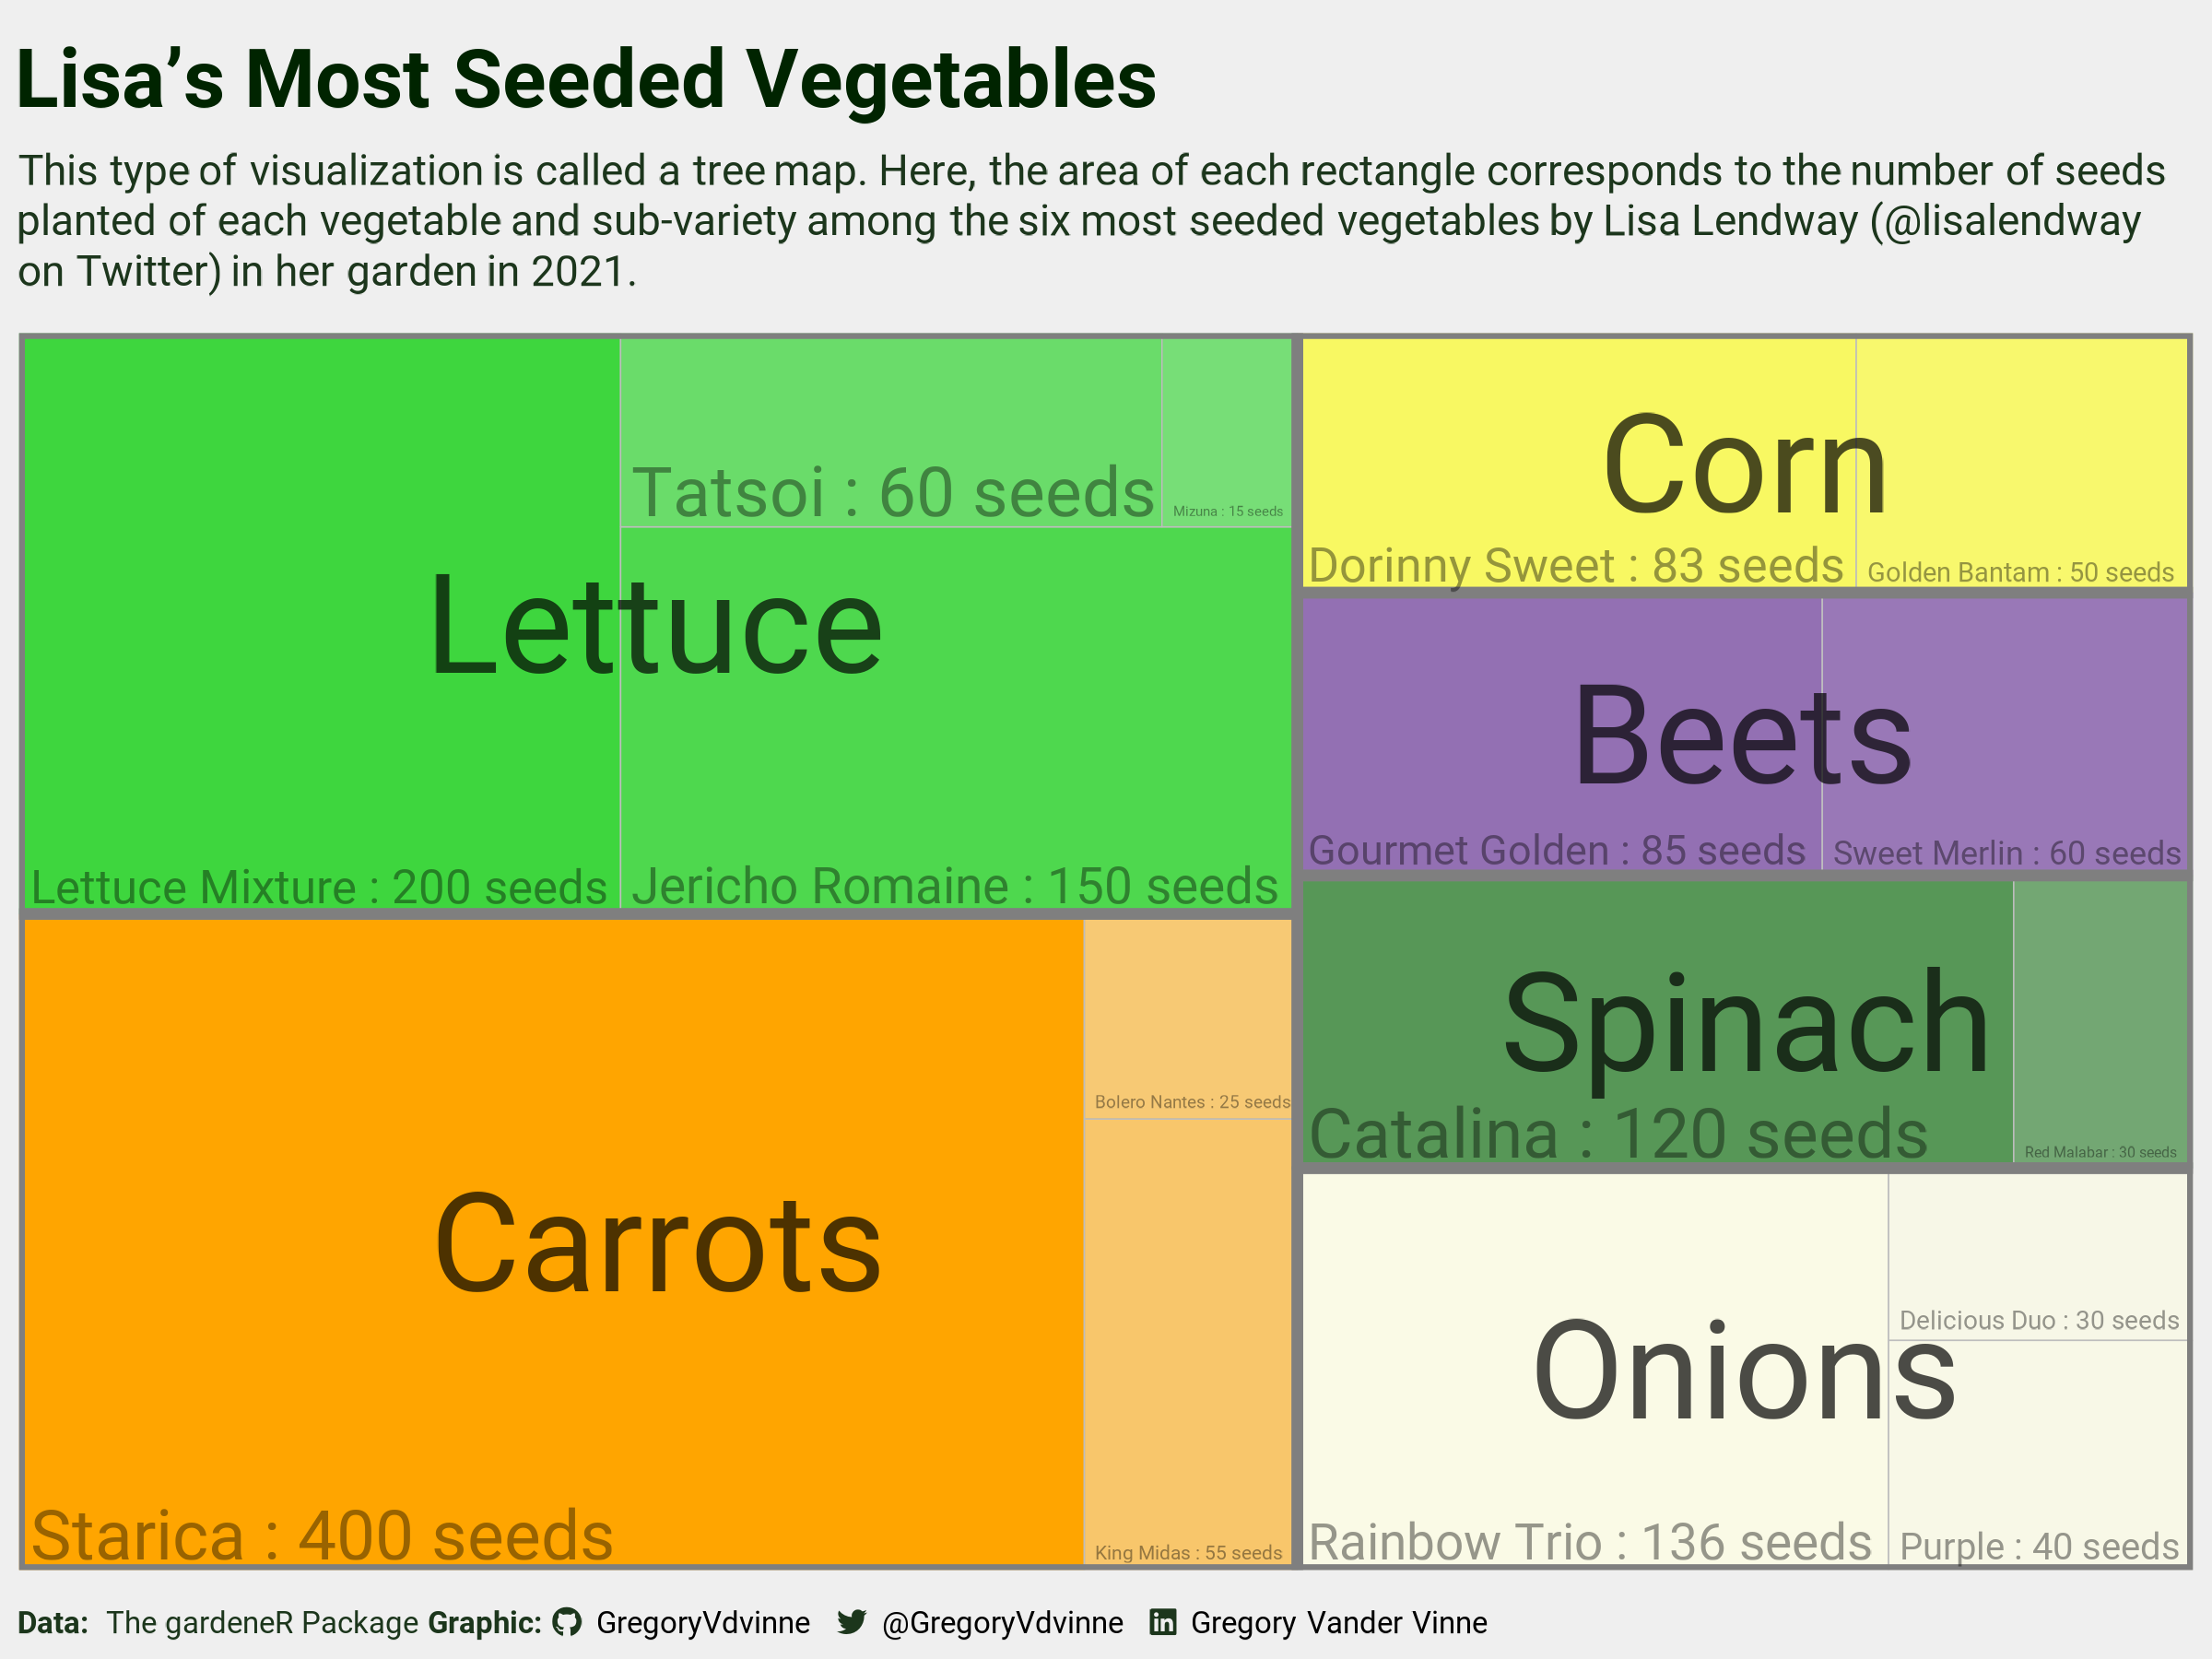 Lisa’s Most Seeded Vegetables
This type of visualization is called a tree map. Here, the area of each rectangle corresponds to the number of seeds
planted of each vegetable and sub-variety among the six most seeded vegetables by Lisa Lendway (@lisalendway
on Twitter) in her garden in 2021.
Tatsoi : 60 seeds
Mizuna : 15 seeds
Lettuce
Lettuce Mixture : 200 seeds
Jericho Romaine : 150 seeds
Bolero Nantes : 25 seeds
Carrots
Starica : 400 seeds
King Midas : 55 seeds
Corn
Dorinny Sweet : 83 seeds
Golden Bantam : 50 seeds
Beets
Gourmet Golden : 85 seeds
Sweet Merlin : 60 seeds
Spinach
Catalina : 120 seeds
Red Malabar : 30 seeds
Delicious Duo : 30 seeds
Onions
Rainbow Trio : 136 seeds
Purple : 40 seeds
Data: The gardeneR Package Graphic: GregoryVdvinne @GregoryVdvinne Gregory Vander Vinne